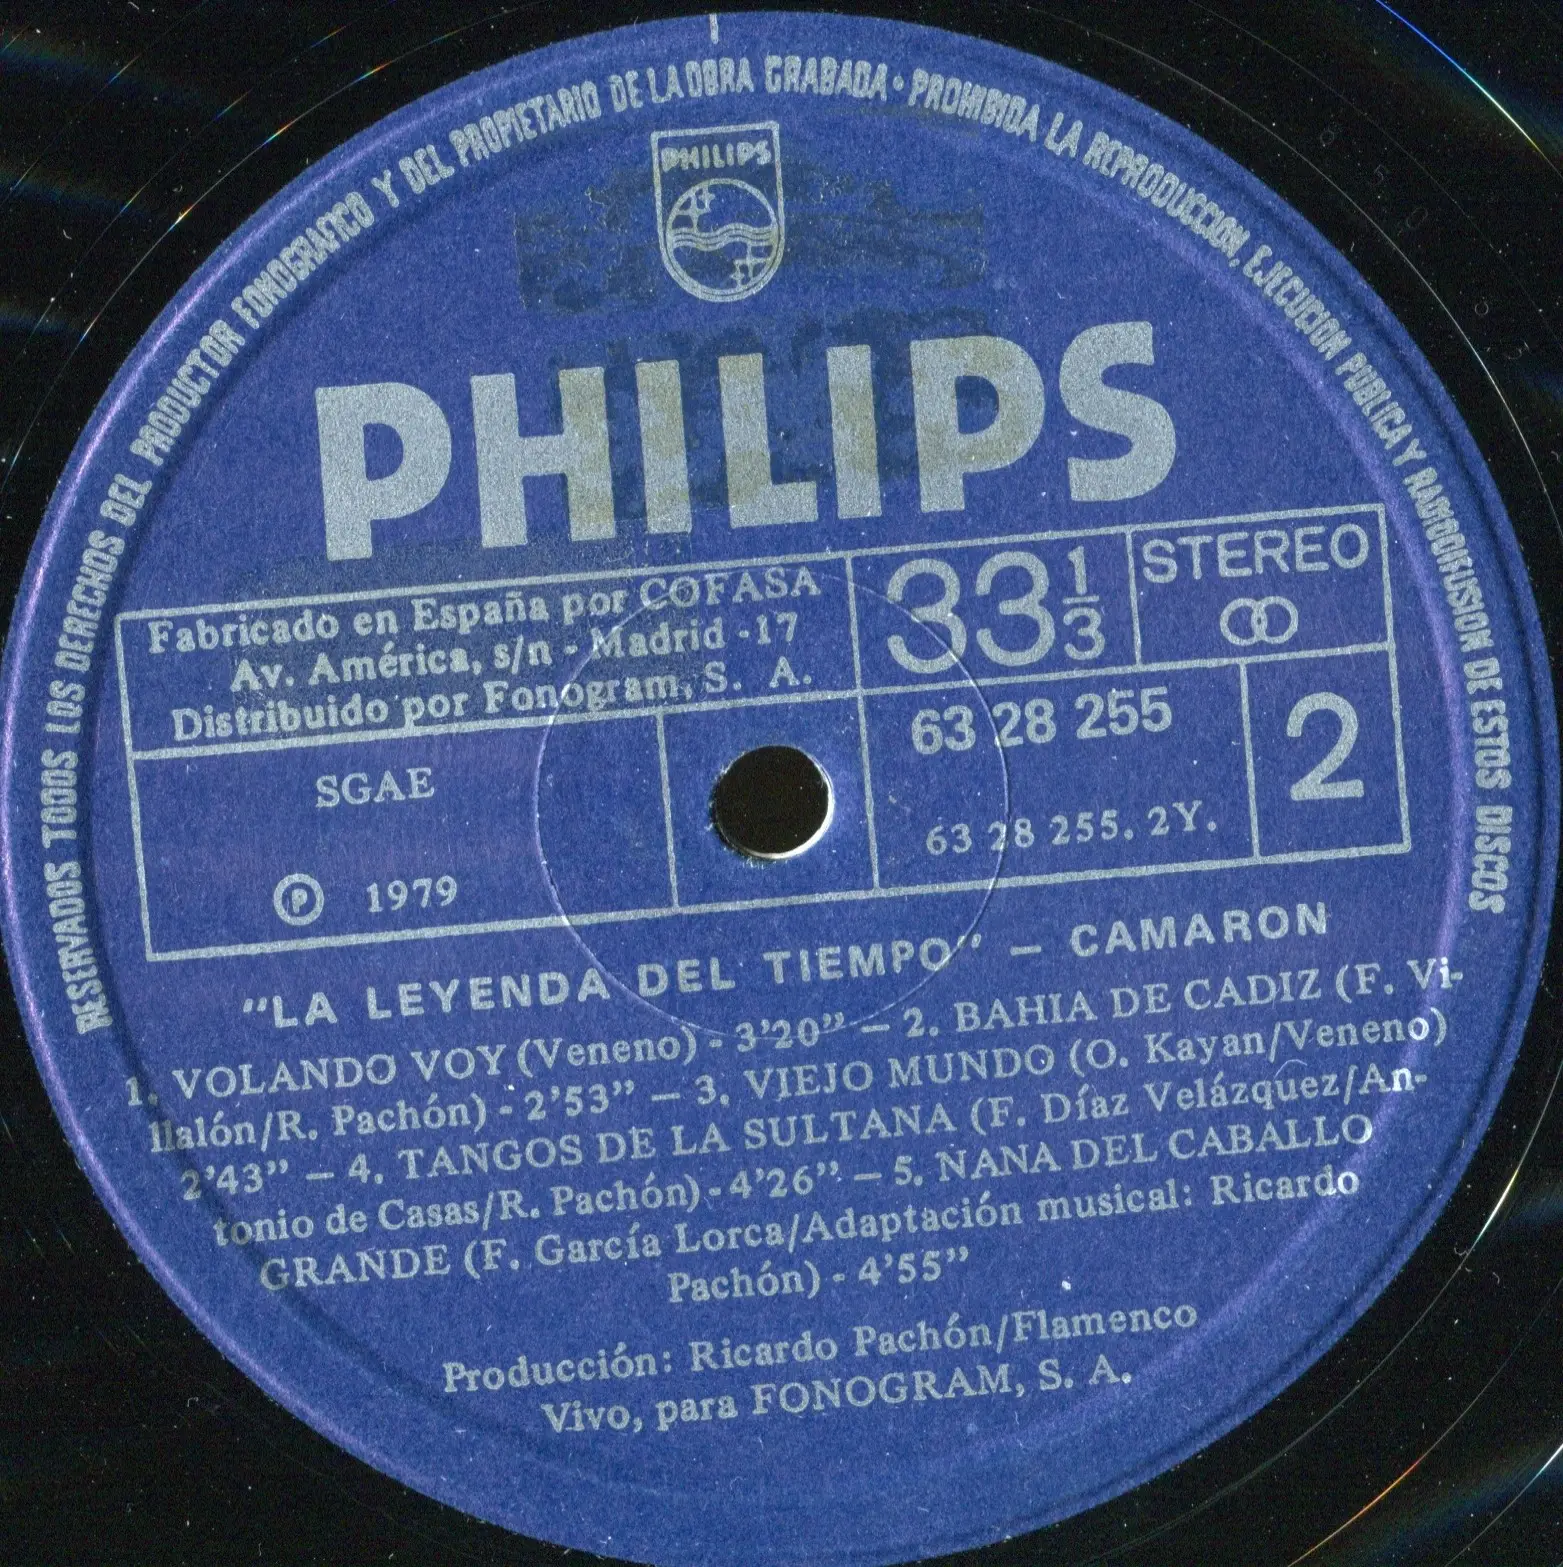 RESERVADOS TODOS LOS DERECHOS DEL PRODUCTOR FONOGRAFICO Y DEL PROPIETARIO DE LA OBRA GRABADA · PROHIBIDA LA REPRODUCCION, EJECUCION PUBLICA Y RADIODIFUSION DE ESTOS DISCOS
PHILIPS
PHILIPS
Fabricado en España por COFASA
Av. América, s/n - Madrid -17
Distribuido por Fonogram, S. A.
33 1/3
STEREO
SGAE
Ⓟ 1979
63 28 255
63 28 255. 2Y.
2
"LA LEYENDA DEL TIEMPO" — CAMARON
1. VOLANDO VOY (Veneno) - 3'20" — 2. BAHIA DE CADIZ (F. Vi-
llalón/R. Pachón) - 2'53" — 3. VIEJO MUNDO (O. Kayan/Veneno)
2'43" — 4. TANGOS DE LA SULTANA (F. Díaz Velázquez/An-
tonio de Casas/R. Pachón) - 4'26" — 5. NANA DEL CABALLO
GRANDE (F. García Lorca/Adaptación musical: Ricardo
Pachón) - 4'55"
Producción: Ricardo Pachón/Flamenco
Vivo, para FONOGRAM, S. A.